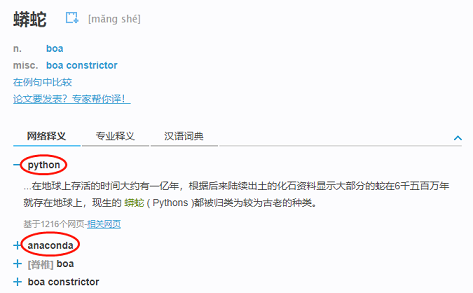 蟒蛇 [mǎng shé]
n. boa
misc. boa constrictor
在例句中比较
论文要发表？专家帮你译！
网络释义 专业释义 汉语词典
python
...在地球上存活的时间大约有一亿年，根据后来陆续出土的化石资料显示大部分的蛇在6千五百万年
就存在地球上，现生的 蟒蛇 ( Pythons )都被归类为较为古老的种类。
基于1216个网页-相关网页
anaconda
[脊椎] boa
boa constrictor